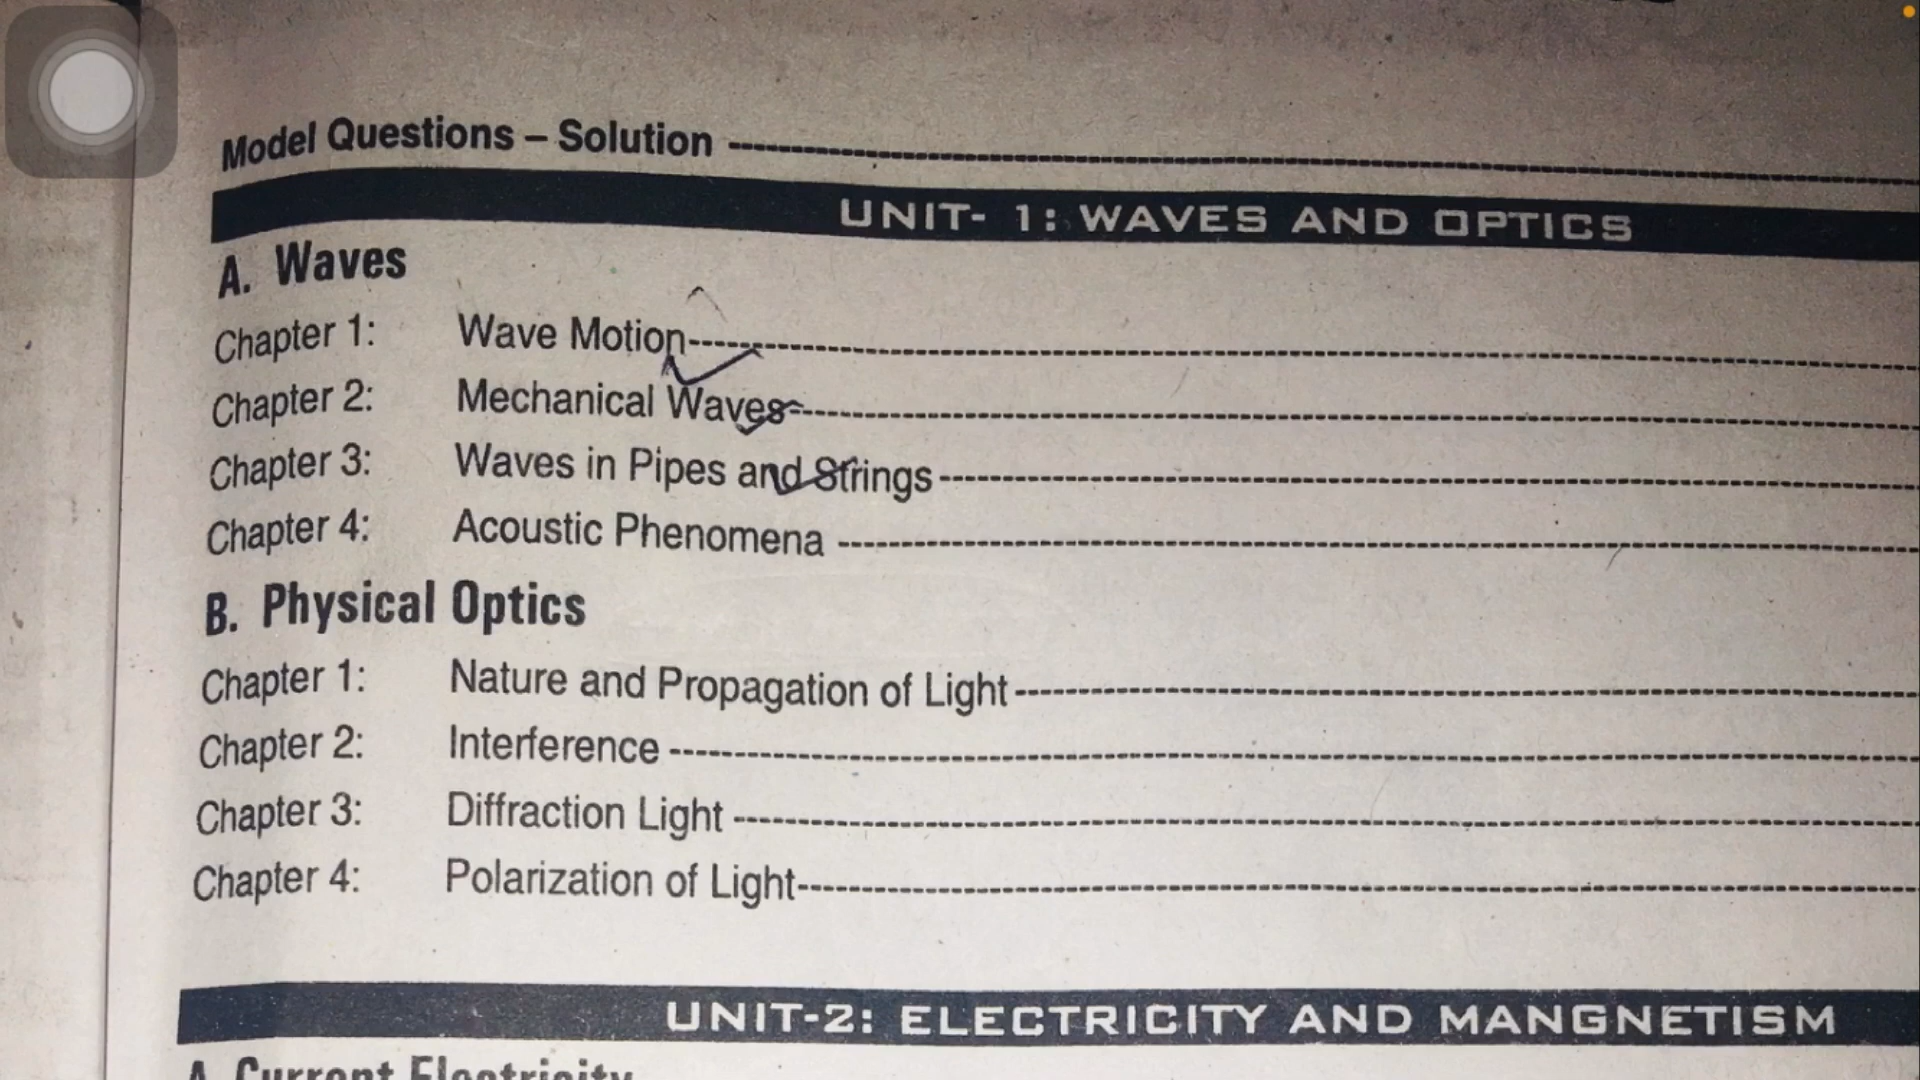 Model Questions – Solution
UNIT- 1: WAVES AND OPTICS
A. Waves
Chapter 1: Wave Motion
Chapter 2: Mechanical Waves
Chapter 3: Waves in Pipes and Strings
Chapter 4: Acoustic Phenomena
B. Physical Optics
Chapter 1: Nature and Propagation of Light
Chapter 2: Interference
Chapter 3: Diffraction Light
Chapter 4: Polarization of Light
UNIT-2: ELECTRICITY AND MANGNETISM
A. Current Electricity